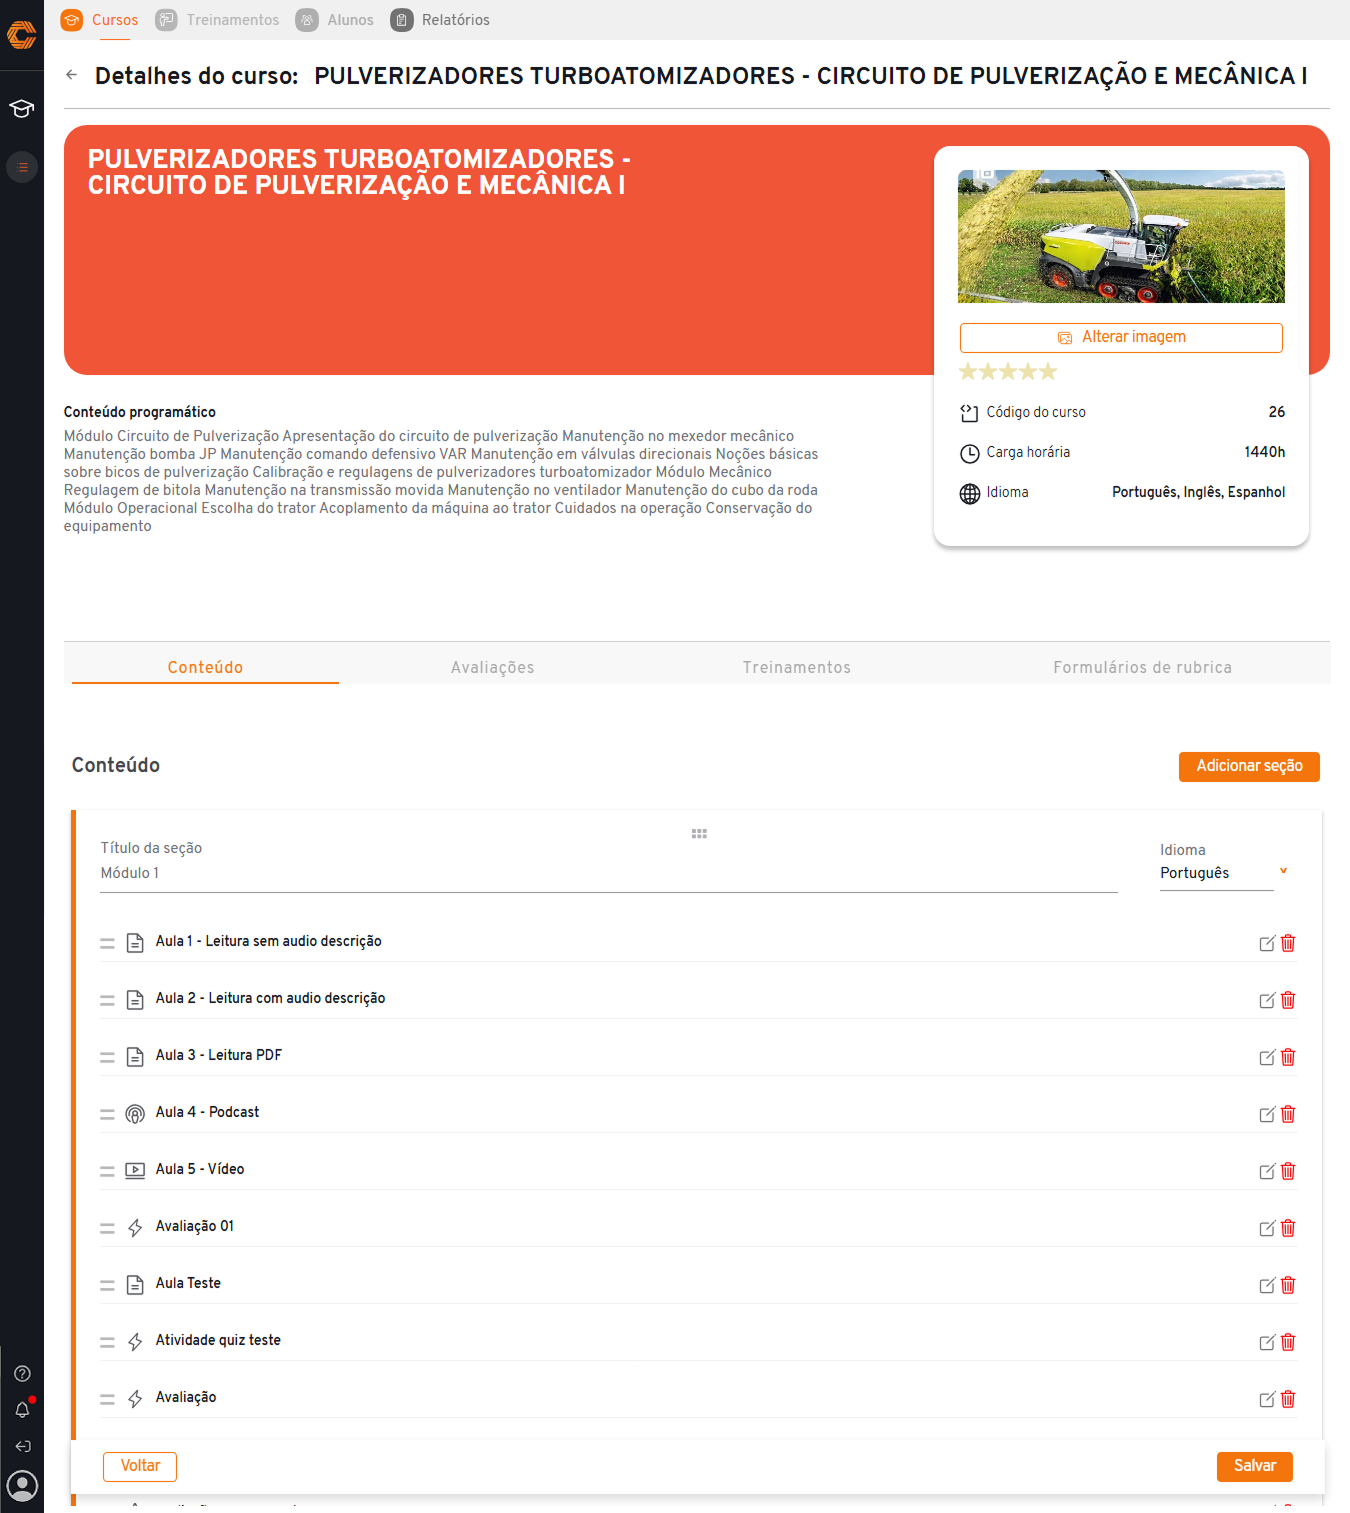 Cursos
Treinamentos
Alunos
Relatórios
Detalhes do curso: PULVERIZADORES TURBOATOMIZADORES - CIRCUITO DE PULVERIZAÇÃO E MECÂNICA I
PULVERIZADORES TURBOATOMIZADORES -
CIRCUITO DE PULVERIZAÇÃO E MECÂNICA I
Alterar imagem
Código do curso 26
Carga horária 1440h
Idioma Português, Inglês, Espanhol
Conteúdo programático
Módulo Circuito de Pulverização Apresentação do circuito de pulverização Manutenção no mexedor mecânico
Manutenção bomba JP Manutenção comando defensivo VAR Manutenção em válvulas direcionais Noções básicas
sobre bicos de pulverização Calibração e regulagens de pulverizadores turboatomizador Módulo Mecânico
Regulagem de bitola Manutenção na transmissão movida Manutenção no ventilador Manutenção do cubo da roda
Módulo Operacional Escolha do trator Acoplamento da máquina ao trator Cuidados na operação Conservação do
equipamento
Conteúdo
Avaliações
Treinamentos
Formulários de rubrica
Conteúdo
Adicionar seção
Título da seção
Módulo 1
Idioma
Português
Aula 1 - Leitura sem audio descrição
Aula 2 - Leitura com audio descrição
Aula 3 - Leitura PDF
Aula 4 - Podcast
Aula 5 - Vídeo
Avaliação 01
Aula Teste
Atividade quiz teste
Avaliação
Voltar
Salvar